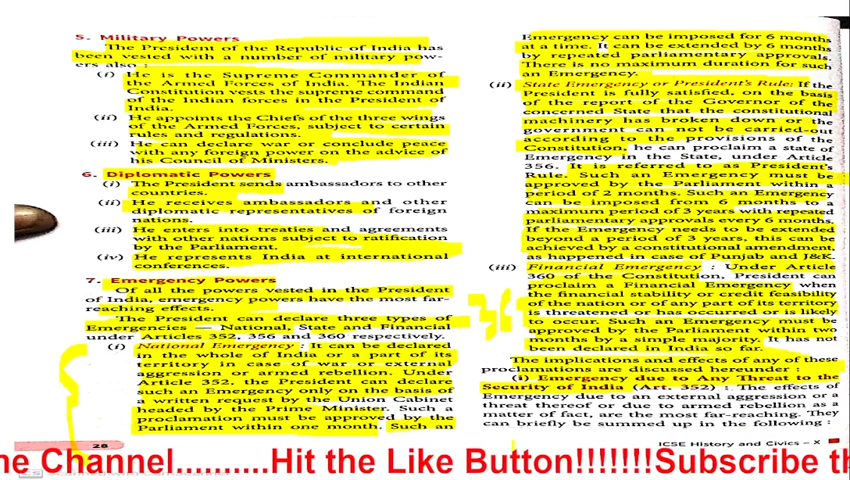 5. Military Powers
The President of the Republic of India has
been vested with a number of military pow-
ers also :
(i) He is the Supreme Commander of
the Armed Forces of India. The Indian
Constitution vests the supreme command
of the Indian forces in the President of
India.
(ii) He appoints the Chiefs of the three wings
of the Armed Forces, subject to certain
rules and regulations.
(iii) He can declare war or conclude peace
with any foreign power on the advice of
his Council of Ministers.
6. Diplomatic Powers
(i) The President sends ambassadors to other
countries.
(ii) He receives ambassadors and other
diplomatic representatives of foreign
nations.
(iii) He enters into treaties and agreements
with other nations subject to ratification
by the Parliament.
(iv) He represents India at international
conferences.
7. Emergency Powers
Of all the powers vested in the President
of India, emergency powers have the most far-
reaching effects.
The President can declare three types of
Emergencies — National, State and Financial
under Articles 352, 356 and 360 respectively.
(i) National Emergency : It can be declared
in the whole of India or a part of its
territory in case of war or external
aggression or armed rebellion. Under
Article 352, the President can declare
such an Emergency only on the basis of
a written request by the Union Cabinet
headed by the Prime Minister. Such a
proclamation must be approved by the
Parliament within one month. Such an
28
Emergency can be imposed for 6 months
at a time. It can be extended by 6 months
by repeated parliamentary approvals.
There is no maximum duration for such
an Emergency.
(ii) State Emergency or President's Rule: If the
President is fully satisfied, on the basis
of the report of the Governor of the
concerned State that the constitutional
machinery has broken down or the
government can not be carried-out
according to the provisions of the
Constitution, he can proclaim a state of
Emergency in the State, under Article
356. It is referred to as President's
Rule. Such an Emergency must be
approved by the Parliament within a
period of 2 months. Such an Emergency
can be imposed from 6 months to a
maximum period of 3 years with repeated
parliamentary approvals every 6 months.
If the Emergency needs to be extended
beyond a period of 3 years, this can be
achieved by a constitutional amendment,
as happened in case of Punjab and J&K.
(iii) Financial Emergency : Under Article
360 of the Constitution, President can
proclaim a Financial Emergency when
the financial stability or credit feasibility
of the nation or of any part of its territory
is threatened or has occurred or is likely
to occur. Such an Emergency must be
approved by the Parliament within two
months by a simple majority. It has not
been declared in India so far.
The implications and effects of any of these
proclamations are discussed hereunder :
(i) Emergency due to Any Threat to the
Security of India (Art. 352) : The effects of
Emergency due to an external aggression or a
threat thereof or due to armed rebellion as a
matter of fact, are the most far-reaching. They
can briefly be summed up in the following :
ICSE History and Civics – X
he Channel..........Hit the Like Button!!!!!!!Subscribe th